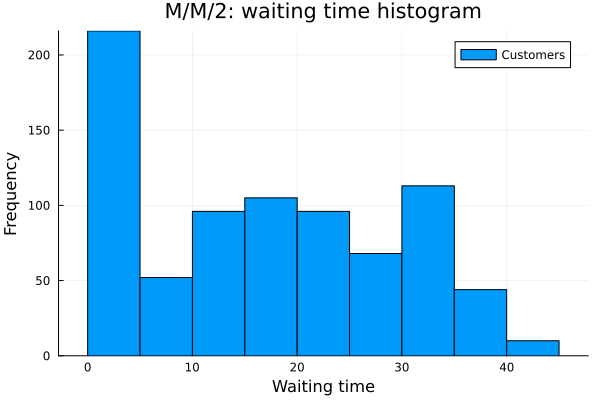 M/M/2: waiting time histogram
Customers
Frequency
200
150
100
50
0
0 10 20 30 40
Waiting time